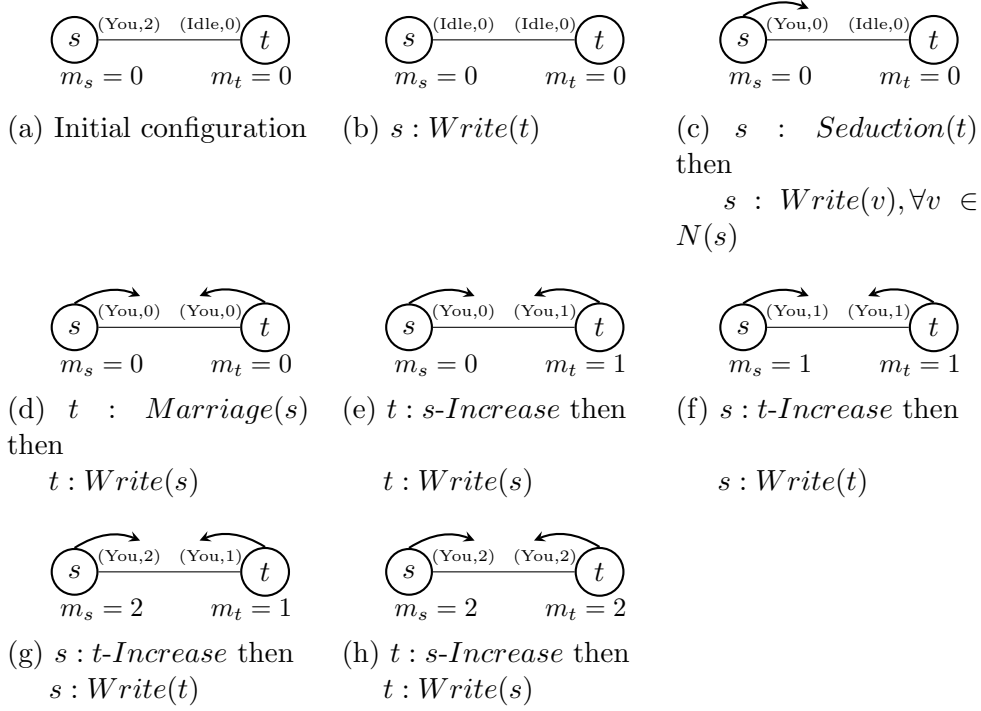 (You,2) (Idle,0)
s t
m_s = 0 m_t = 0
(a) Initial configuration
(Idle,0) (Idle,0)
s t
m_s = 0 m_t = 0
(b) s : Write(t)
(You,0) (Idle,0)
s t
m_s = 0 m_t = 0
(c) s : Seduction(t)
then
s : Write(v), ∀v ∈
N(s)
(You,0) (You,0)
s t
m_s = 0 m_t = 0
(d) t : Marriage(s)
then
t : Write(s)
(You,0) (You,1)
s t
m_s = 0 m_t = 1
(e) t : s-Increase then
t : Write(s)
(You,1) (You,1)
s t
m_s = 1 m_t = 1
(f) s : t-Increase then
s : Write(t)
(You,2) (You,1)
s t
m_s = 2 m_t = 1
(g) s : t-Increase then
s : Write(t)
(You,2) (You,2)
s t
m_s = 2 m_t = 2
(h) t : s-Increase then
t : Write(s)